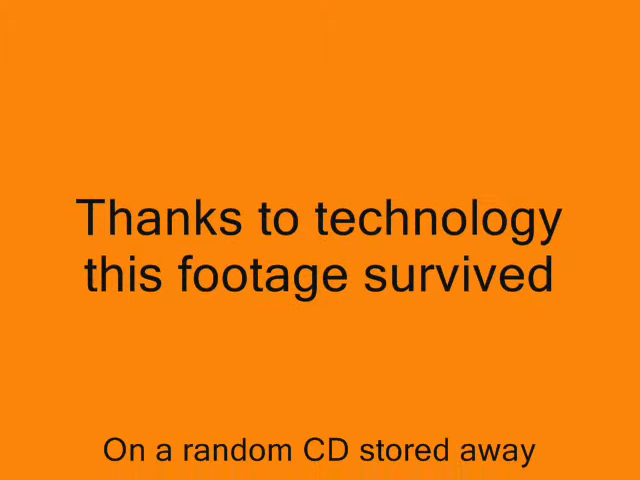 Thanks to technology
this footage survived
On a random CD stored away